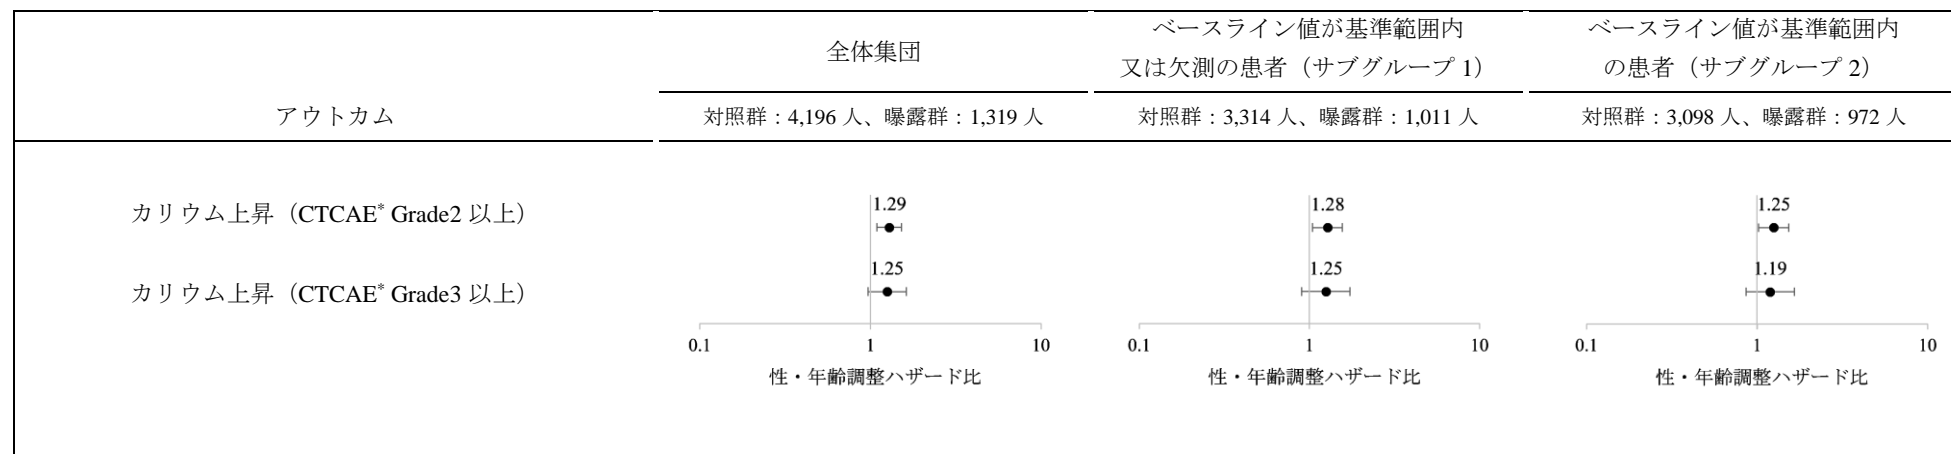 全体集団
ベースライン値が基準範囲内
又は欠測の患者（サブグループ 1）
ベースライン値が基準範囲内
の患者（サブグループ 2）
アウトカム
対照群：4,196 人、曝露群：1,319 人
対照群：3,314 人、曝露群：1,011 人
対照群：3,098 人、曝露群：972 人
カリウム上昇（CTCAE* Grade2 以上）
1.29
1.28
1.25
カリウム上昇（CTCAE* Grade3 以上）
1.25
1.25
1.19
0.1 1 10
0.1 1 10
0.1 1 10
性・年齢調整ハザード比
性・年齢調整ハザード比
性・年齢調整ハザード比